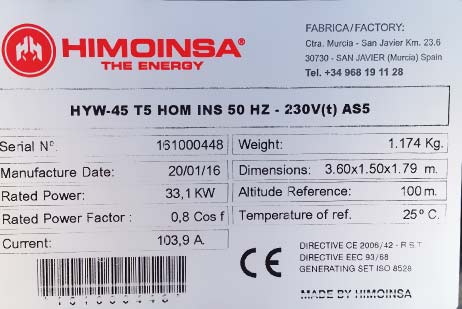 HIMOINSA®
THE ENERGY
FABRICA/FACTORY:
Ctra. Murcia - San Javier Km. 23.6
30730 - SAN JAVIER (Murcia) Spain
Tel. +34 968 19 11 28
HYW-45 T5 HOM INS 50 HZ - 230V(t) AS5
Serial Nº. 161000448 Weight: 1.174 Kg.
Manufacture Date: 20/01/16 Dimensions: 3.60x1.50x1.79 m.
Rated Power: 33,1 KW Altitude Reference: 100 m.
Rated Power Factor : 0,8 Cos f Temperature of ref. 25º C.
Current: 103,9 A.
CE
DIRECTIVE CE 2006/42 - R.S.T
DIRECTIVE EEC 93/68
GENERATING SET ISO 8528
MADE BY HIMOINSA